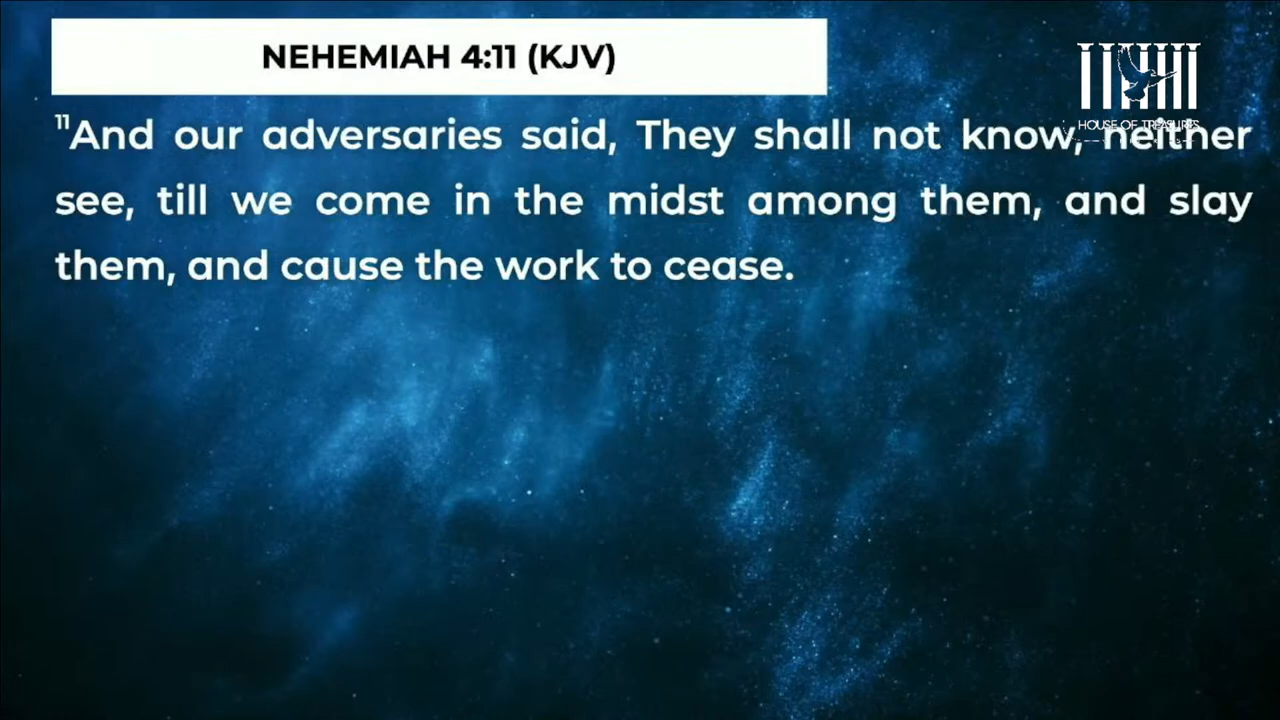 NEHEMIAH 4:11 (KJV)
HOUSE OF TREASURES
11And our adversaries said, They shall not know, neither
see, till we come in the midst among them, and slay
them, and cause the work to cease.